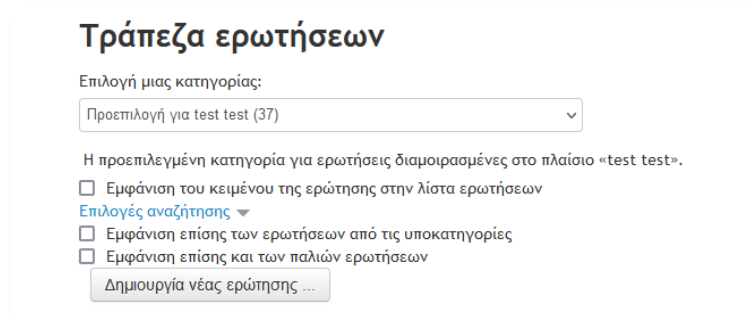 Τράπεζα ερωτήσεων
Επιλογή μιας κατηγορίας:
Προεπιλογή για test test (37)
Η προεπιλεγμένη κατηγορία για ερωτήσεις διαμοιρασμένες στο πλαίσιο «test test».
Εμφάνιση του κειμένου της ερώτησης στην λίστα ερωτήσεων
Επιλογές αναζήτησης
Εμφάνιση επίσης των ερωτήσεων από τις υποκατηγορίες
Εμφάνιση επίσης και των παλιών ερωτήσεων
Δημιουργία νέας ερώτησης ...